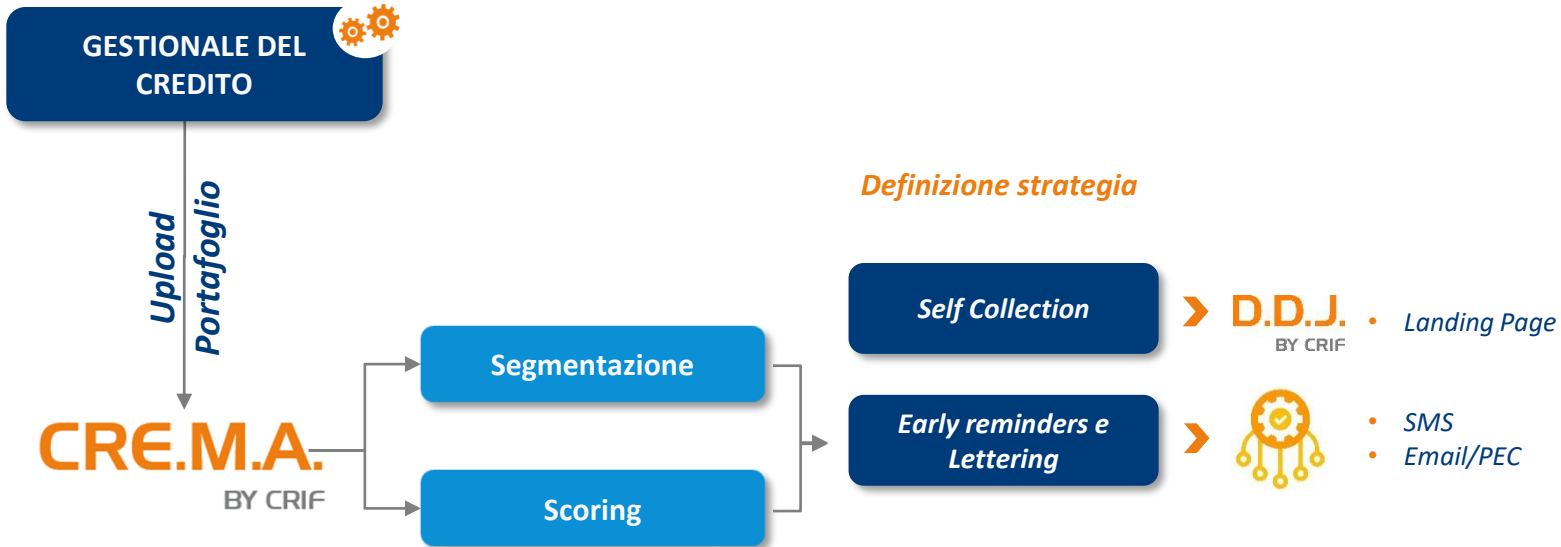 GESTIONALE DEL
CREDITO
Upload
Portafoglio
CRE.M.A.
BY CRIF
Segmentazione
Scoring
Definizione strategia
Self Collection
D.D.J.
BY CRIF
• Landing Page
Early reminders e
Lettering
• SMS
• Email/PEC